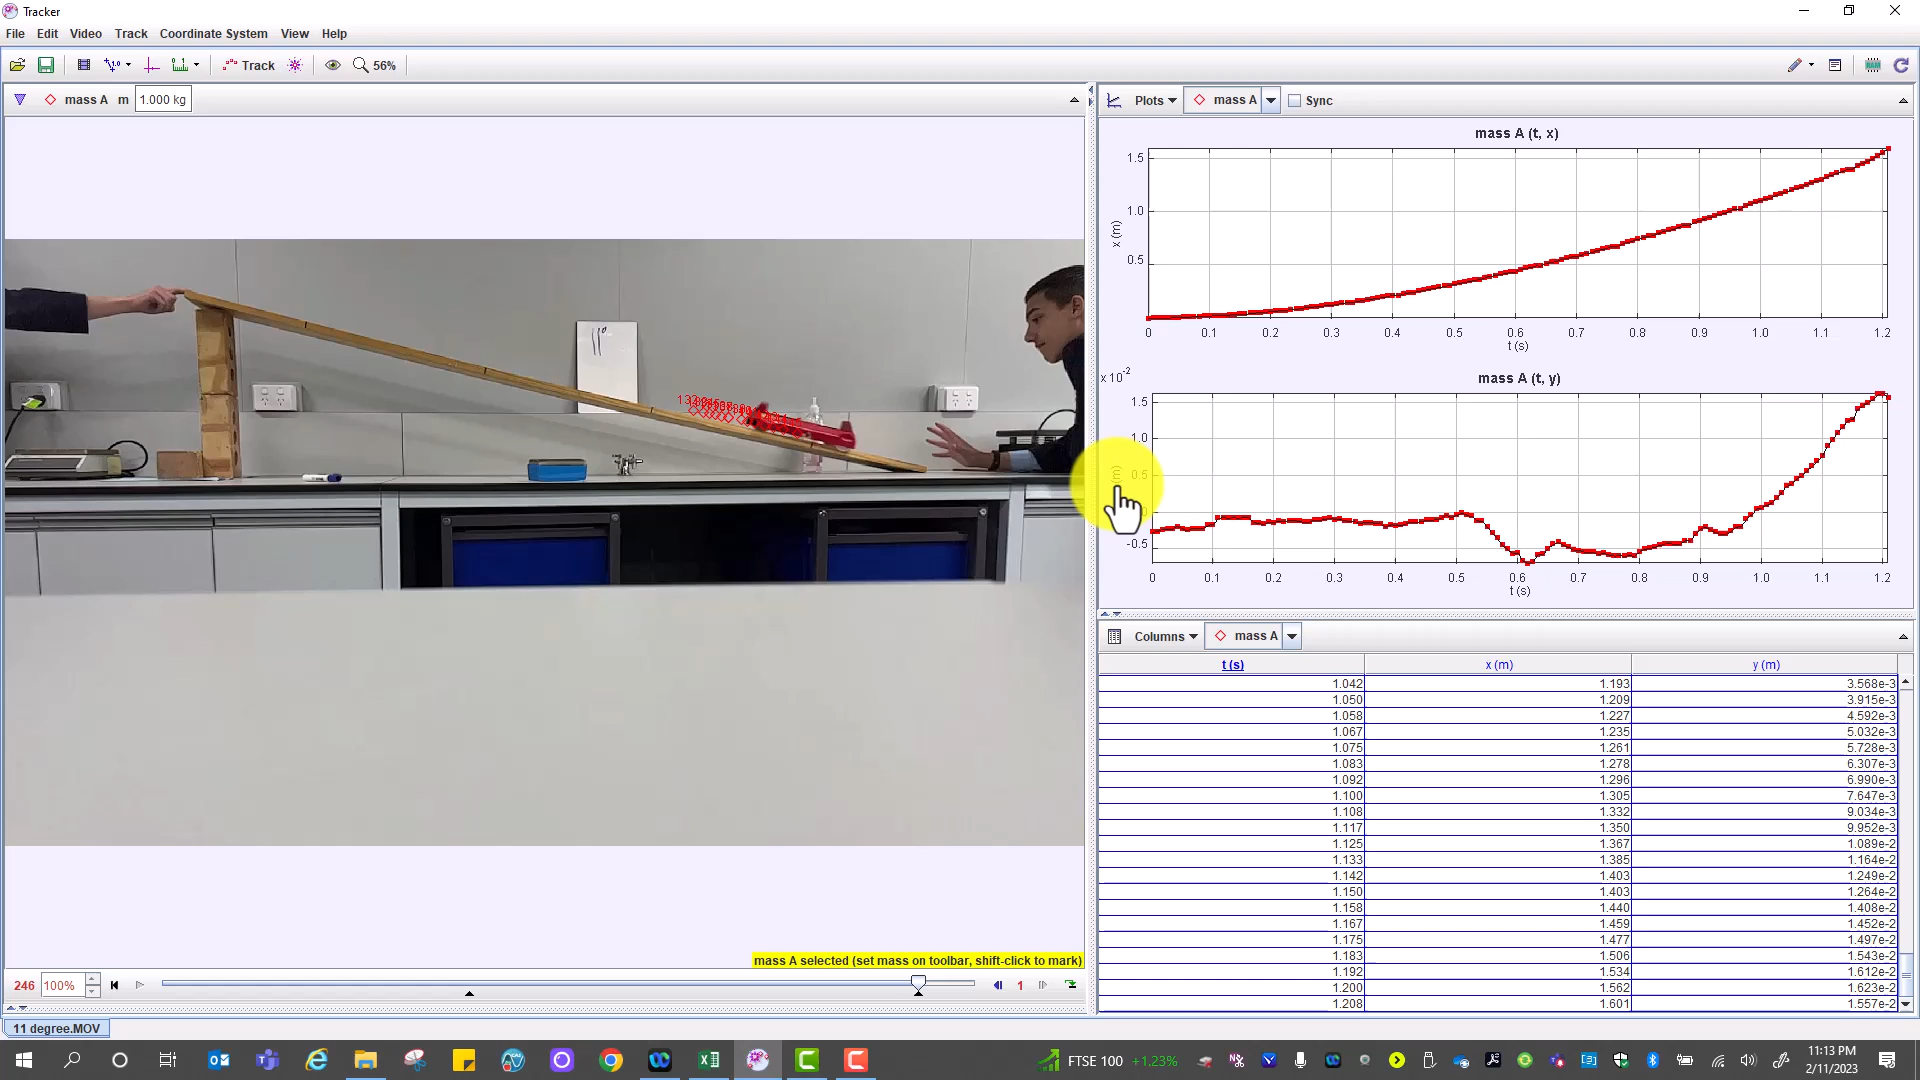 Tracker
File Edit Video Track Coordinate System View Help
Track 56%
mass A m 1.000 kg
11°
mass A selected (set mass on toolbar, shift-click to mark)
246 100% 1
11 degree.MOV
Plots mass A Sync
mass A (t, x)
1.5
1.0
0.5
x (m)
0 0.1 0.2 0.3 0.4 0.5 0.6 0.7 0.8 0.9 1.0 1.1 1.2
t (s)
x 10-2
mass A (t, y)
1.5
1.0
0.5
-0.5
0 0.1 0.2 0.3 0.4 0.5 0.6 0.7 0.8 0.9 1.0 1.1 1.2
t (s)
Columns mass A
t (s) x (m) y (m)
1.042 1.193 3.568e-3
1.050 1.209 3.915e-3
1.058 1.227 4.592e-3
1.067 1.235 5.032e-3
1.075 1.261 5.728e-3
1.083 1.278 6.307e-3
1.092 1.296 6.990e-3
1.100 1.305 7.647e-3
1.108 1.332 9.034e-3
1.117 1.350 9.952e-3
1.125 1.367 1.089e-2
1.133 1.385 1.164e-2
1.142 1.403 1.249e-2
1.150 1.403 1.264e-2
1.158 1.440 1.408e-2
1.167 1.459 1.452e-2
1.175 1.477 1.497e-2
1.183 1.506 1.543e-2
1.192 1.534 1.612e-2
1.200 1.562 1.623e-2
1.208 1.601 1.557e-2
FTSE 100 +1.23%
11:13 PM
2/11/2023